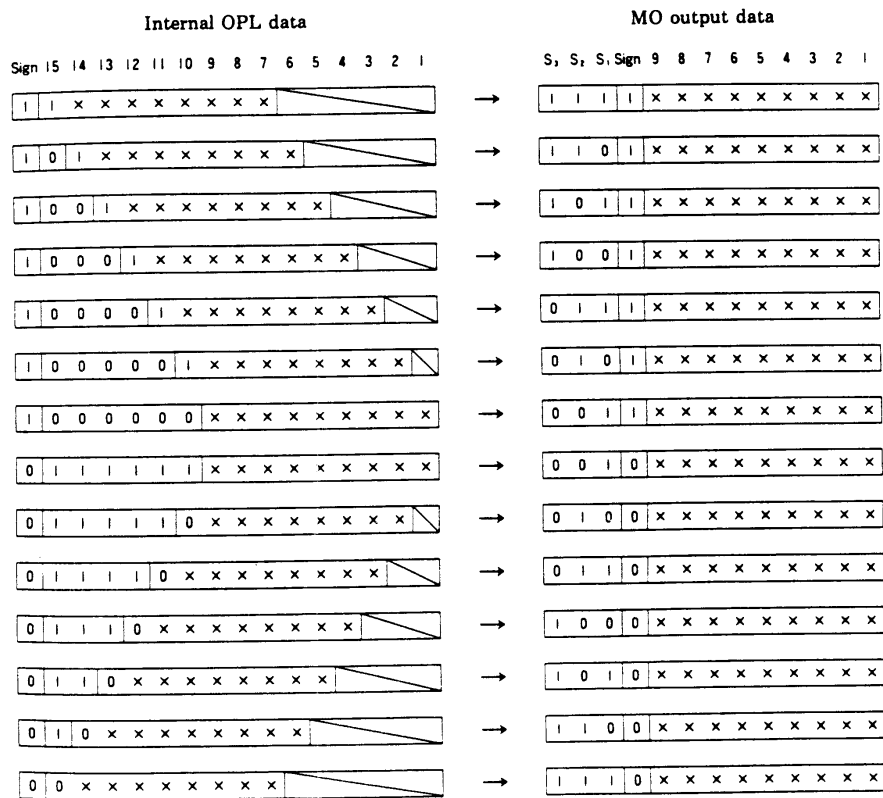 Internal OPL data MO output data
Sign 15 14 13 12 11 10 9 8 7 6 5 4 3 2 1 S₃ S₂ S₁ Sign 9 8 7 6 5 4 3 2 1
1 1 × × × × × × × × → 1 1 1 1 × × × × × × × × ×
1 0 1 × × × × × × × × → 1 1 0 1 × × × × × × × × ×
1 0 0 1 × × × × × × × × → 1 0 1 1 × × × × × × × × ×
1 0 0 0 1 × × × × × × × × → 1 0 0 1 × × × × × × × × ×
1 0 0 0 0 1 × × × × × × × × → 0 1 1 1 × × × × × × × × ×
1 0 0 0 0 0 1 × × × × × × × × → 0 1 0 1 × × × × × × × × ×
1 0 0 0 0 0 0 × × × × × × × × × → 0 0 1 1 × × × × × × × × ×
0 1 1 1 1 1 1 × × × × × × × × × → 0 0 1 0 × × × × × × × × ×
0 1 1 1 1 1 0 × × × × × × × × → 0 1 0 0 × × × × × × × × ×
0 1 1 1 1 0 × × × × × × × × → 0 1 1 0 × × × × × × × × ×
0 1 1 1 0 × × × × × × × × → 1 0 0 0 × × × × × × × × ×
0 1 1 0 × × × × × × × × → 1 0 1 0 × × × × × × × × ×
0 1 0 × × × × × × × × → 1 1 0 0 × × × × × × × × ×
0 0 × × × × × × × × → 1 1 1 0 × × × × × × × × ×